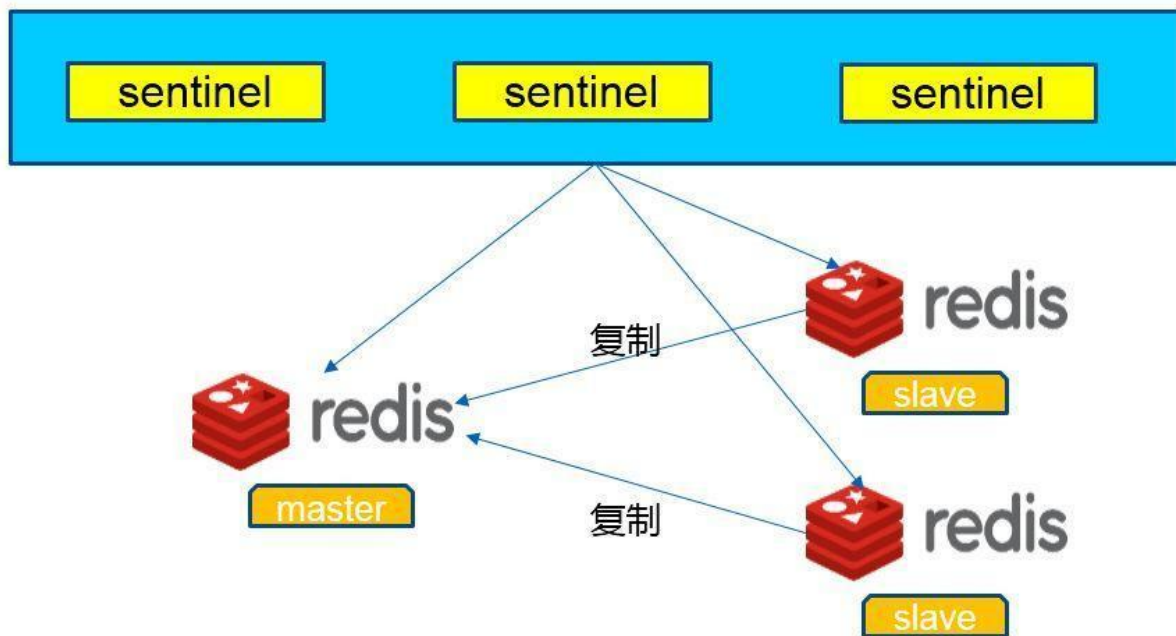 sentinel
sentinel
sentinel
redis
slave
复制
redis
master
复制
redis
slave